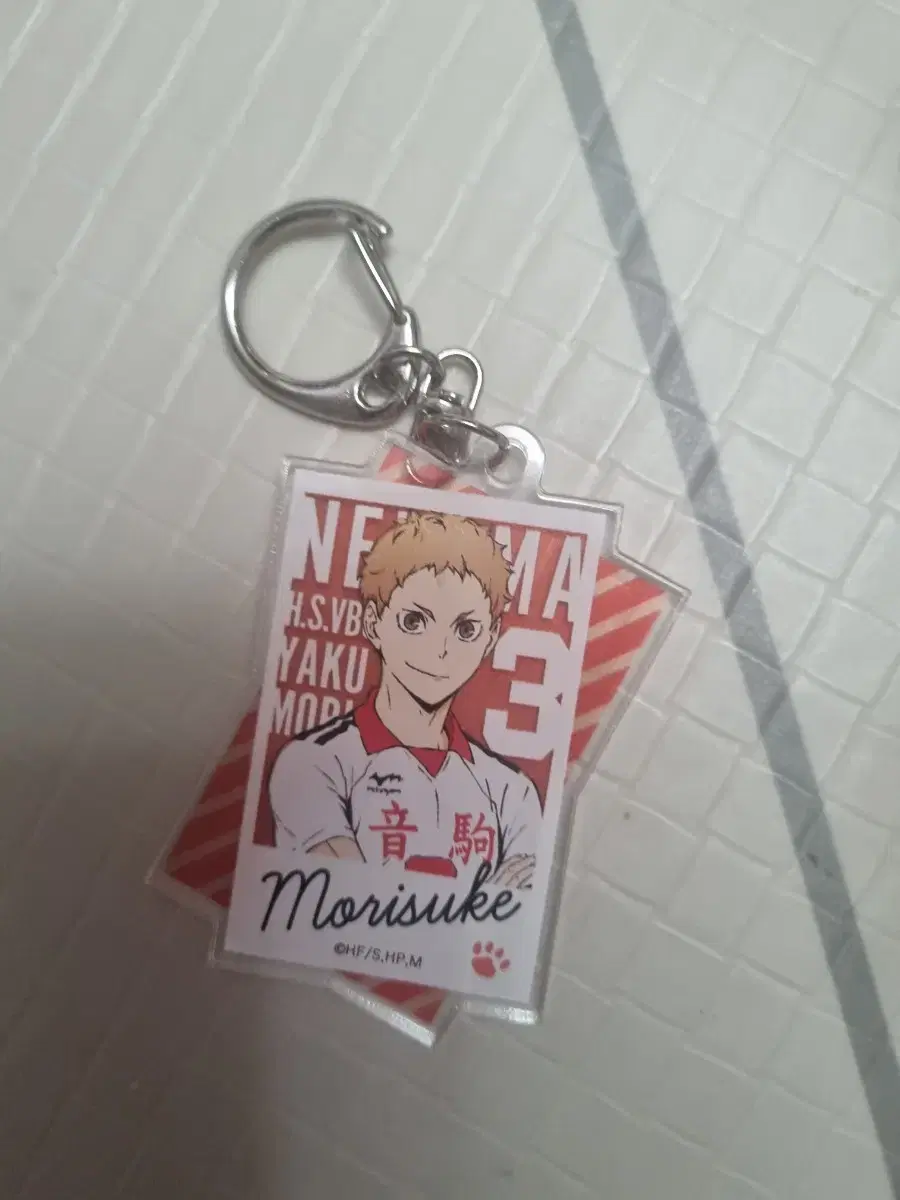 NE MA
H.S.VB
YAKU
MORI
3
音駒
Morisuke
©HF/S,HP,M